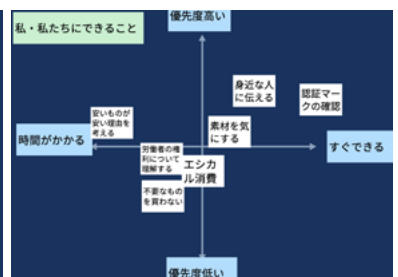 私・私たちにできること
優先度高い
身近な人
に伝える
認証マー
クの確認
安いものが
安い理由を
考える
素材を気
にする
時間がかかる
すぐできる
労働者の権
利について
理解する
エシカ
ル消費
不要なもの
を買わない
優先度低い